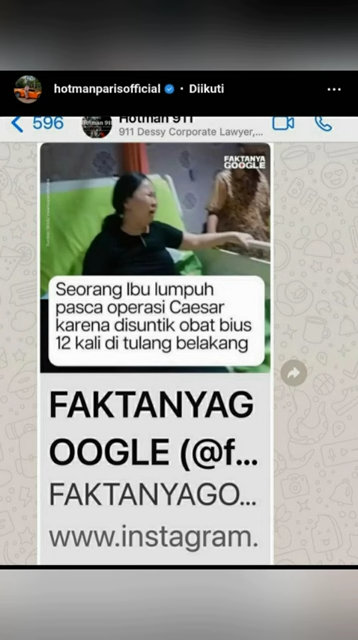 hotmanparisofficial • Diikuti
596
Hotman 911
911 Dessy Corporate Lawyer,...
FAKTANYA
GOOGLE
Seorang Ibu lumpuh
pasca operasi Caesar
karena disuntik obat bius
12 kali di tulang belakang
FAKTANYAG
OOGLE (@f...
FAKTANYAGO...
www.instagram.